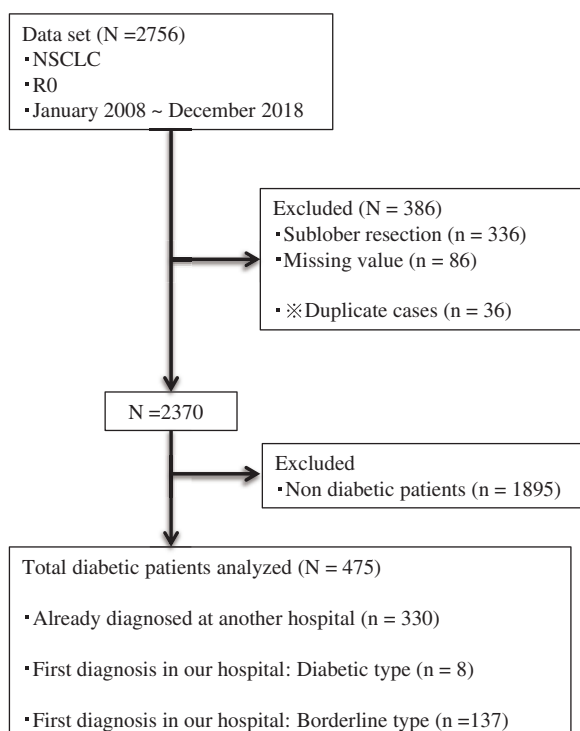 Data set (N =2756)
▪NSCLC
▪R0
▪January 2008 ~ December 2018
Excluded (N = 386)
▪Sublober resection (n = 336)
▪Missing value (n = 86)
▪※Duplicate cases (n = 36)
N =2370
Excluded
▪Non diabetic patients (n = 1895)
Total diabetic patients analyzed (N = 475)
▪Already diagnosed at another hospital (n = 330)
▪First diagnosis in our hospital: Diabetic type (n = 8)
▪First diagnosis in our hospital: Borderline type (n =137)